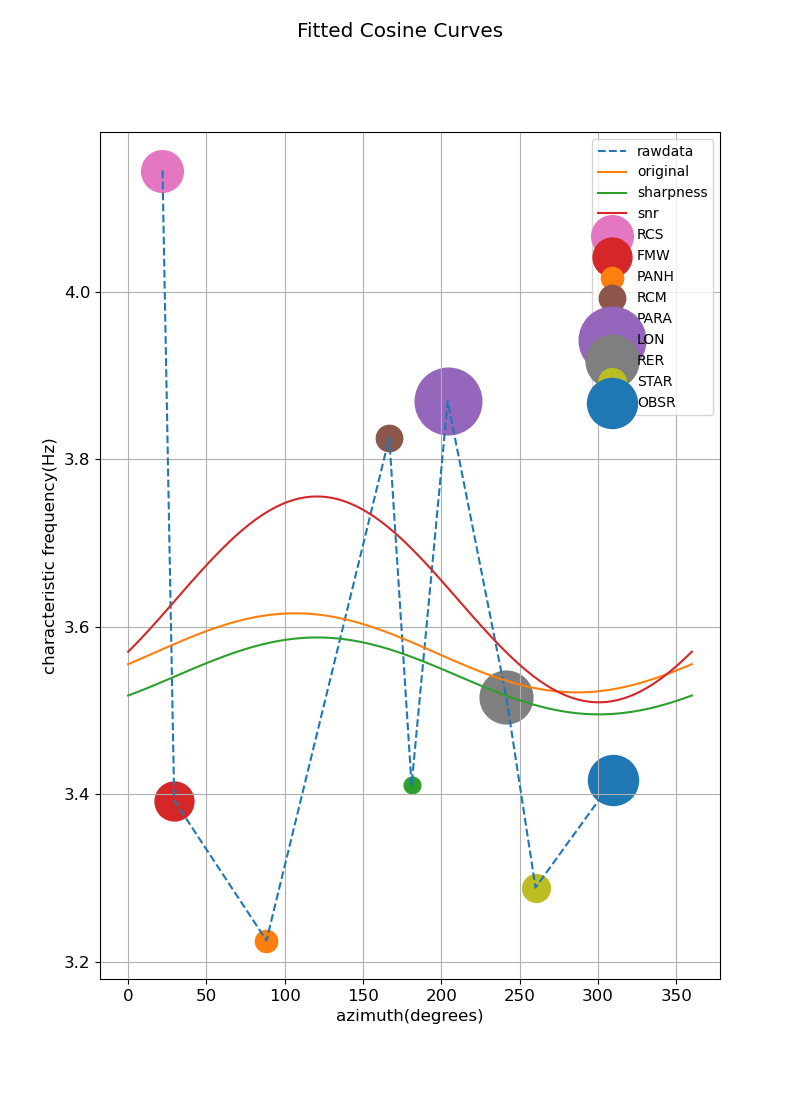 Fitted Cosine Curves
rawdata
original
sharpness
snr
RCS
FMW
PANH
RCM
PARA
LON
RER
STAR
OBSR
4.0
3.8
3.6
3.4
3.2
characteristic frequency(Hz)
0 50 100 150 200 250 300 350
azimuth(degrees)